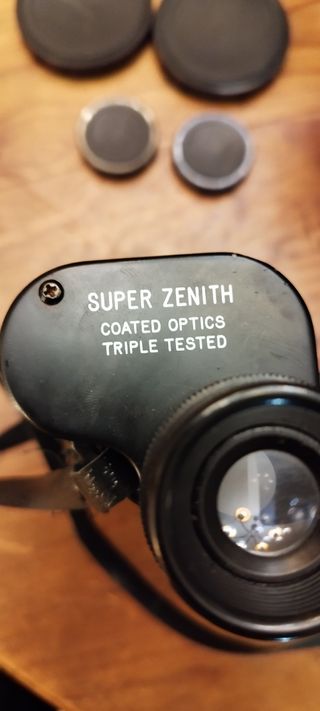 SUPER ZENITH
COATED OPTICS
TRIPLE TESTED